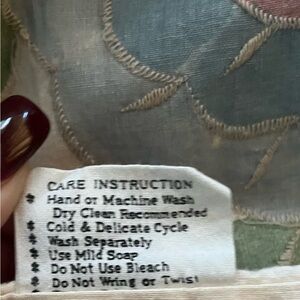 CARE INSTRUCTION
* Hand or Machine Wash
Dry Clean Recommended
* Cold & Delicate Cycle
* Wash Separately
* Use Mild Soap
* Do Not Use Bleach
* Do Not Wring or Twist